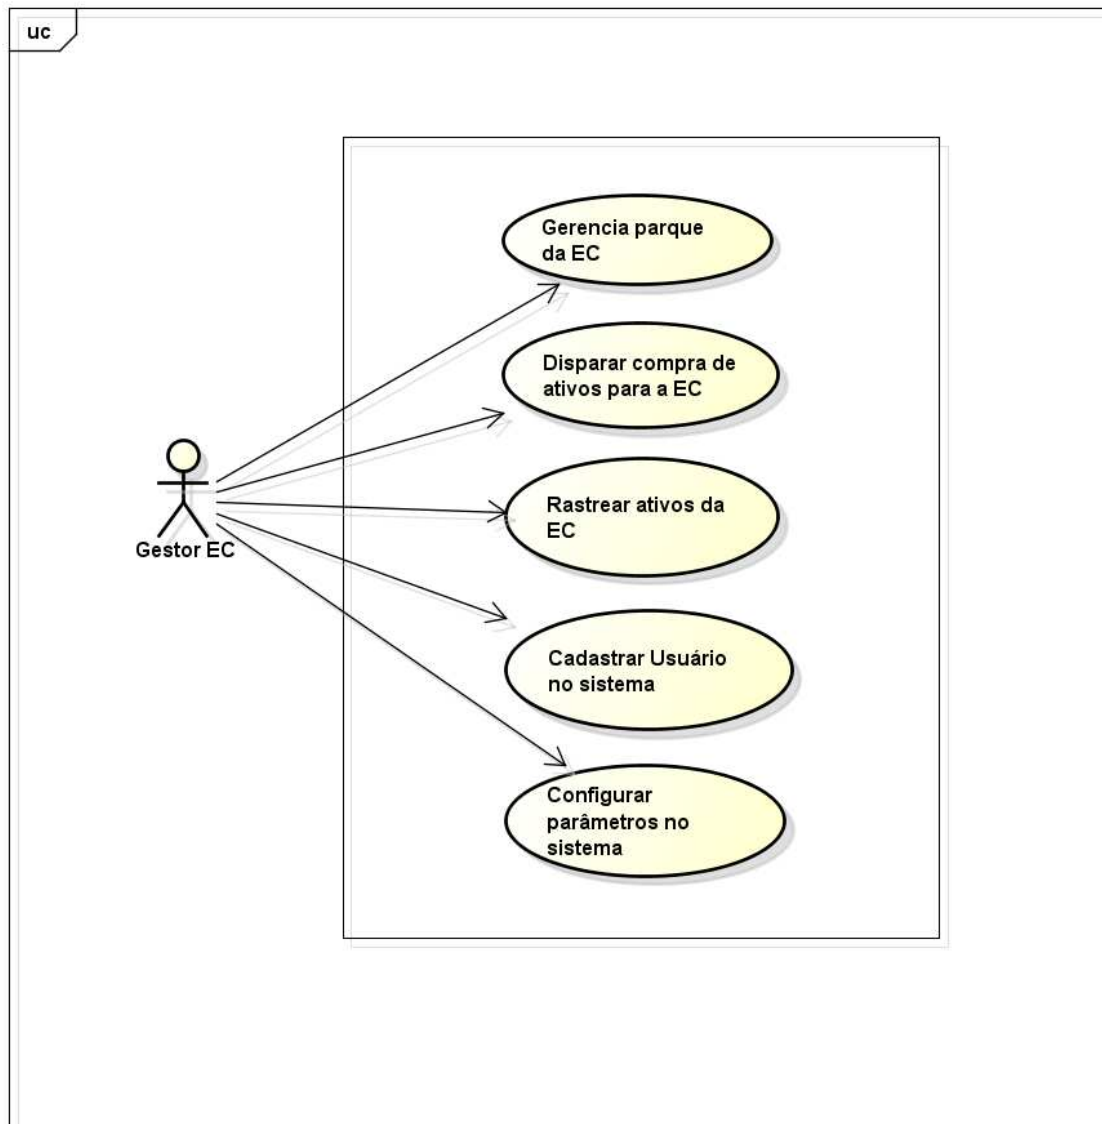 uc
Gerencia parque
da EC
Disparar compra de
ativos para a EC
Rastrear ativos da
EC
Gestor EC
Cadastrar Usuário
no sistema
Configurar
parâmetros no
sistema